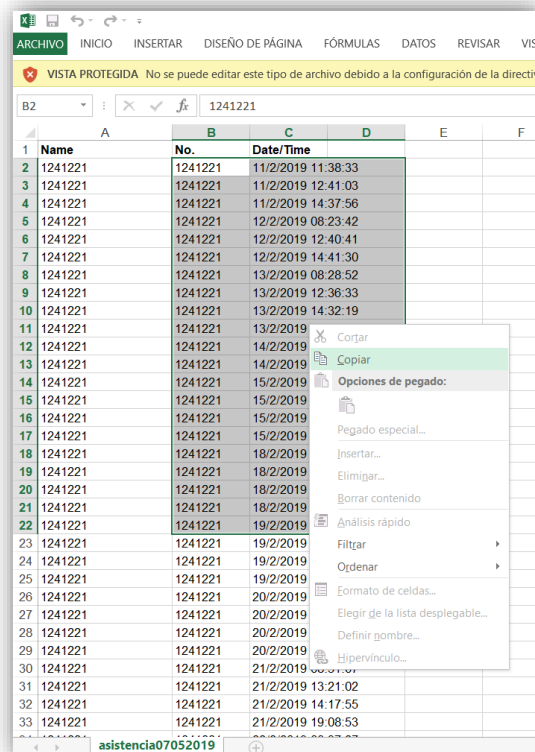 ARCHIVO INICIO INSERTAR DISEÑO DE PÁGINA FÓRMULAS DATOS REVISAR VIS
VISTA PROTEGIDA No se puede editar este tipo de archivo debido a la configuración de la directi
B2 fx 1241221
A B C D E F
1 Name No. Date/Time
2 1241221 1241221 11/2/2019 11:38:33
3 1241221 1241221 11/2/2019 12:41:03
4 1241221 1241221 11/2/2019 14:37:56
5 1241221 1241221 12/2/2019 08:23:42
6 1241221 1241221 12/2/2019 12:40:41
7 1241221 1241221 12/2/2019 14:41:30
8 1241221 1241221 13/2/2019 08:28:52
9 1241221 1241221 13/2/2019 12:36:33
10 1241221 1241221 13/2/2019 14:32:19
11 1241221 1241221 13/2/2019
12 1241221 1241221 14/2/2019
13 1241221 1241221 14/2/2019
14 1241221 1241221 15/2/2019
15 1241221 1241221 15/2/2019
16 1241221 1241221 15/2/2019
17 1241221 1241221 15/2/2019
18 1241221 1241221 18/2/2019
19 1241221 1241221 18/2/2019
20 1241221 1241221 18/2/2019
21 1241221 1241221 18/2/2019
22 1241221 1241221 19/2/2019
23 1241221 1241221 19/2/2019
24 1241221 1241221 19/2/2019
25 1241221 1241221 19/2/2019
26 1241221 1241221 20/2/2019
27 1241221 1241221 20/2/2019
28 1241221 1241221 20/2/2019
29 1241221 1241221 20/2/2019
30 1241221 1241221 21/2/2019
31 1241221 1241221 21/2/2019 13:21:02
32 1241221 1241221 21/2/2019 14:17:55
33 1241221 1241221 21/2/2019 19:08:53
Cortar
Copiar
Opciones de pegado:
Pegado especial...
Insertar...
Eliminar...
Borrar contenido
Análisis rápido
Filtrar
Ordenar
Formato de celdas...
Elegir de la lista desplegable...
Definir nombre...
Hipervínculo...
asistencia07052019